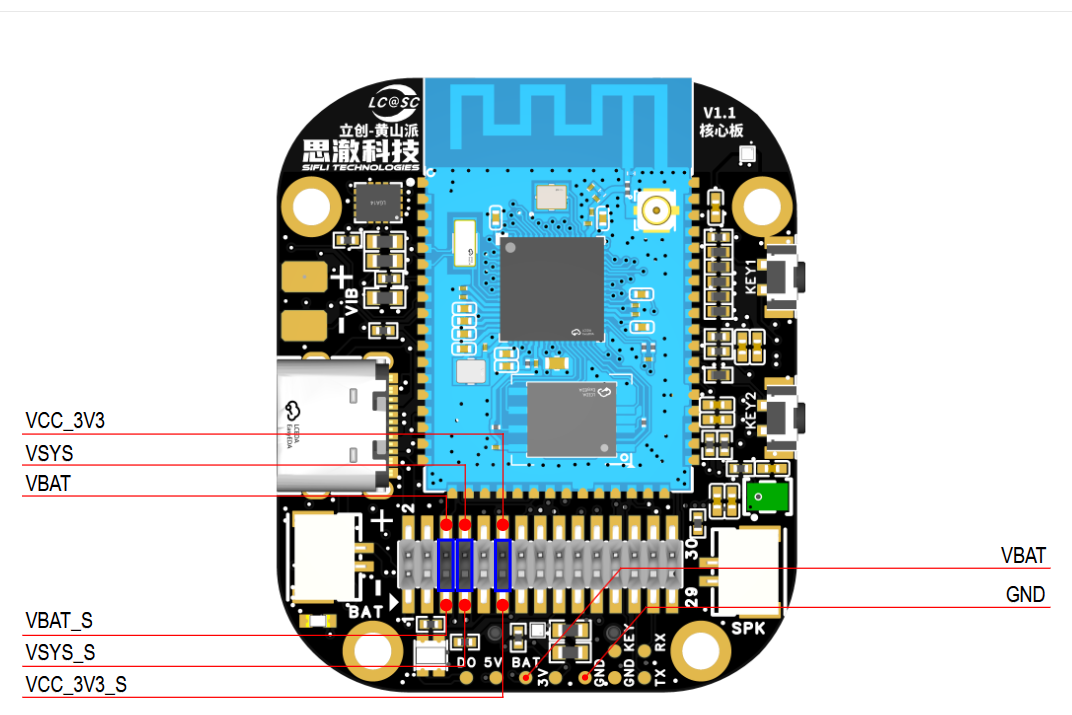 LC@SC
立创-黄山派
思澈科技
SIFLI TECHNOLOGIES
V1.1
核心板
+
VIB
-
KEY1
KEY2
VCC_3V3
VSYS
VBAT
+
2
30
-
BAT
1
29
SPK
VBAT
GND
VBAT_S
VSYS_S
VCC_3V3_S
DO 5V BAT
3V
GND
GND KEY
TX RX